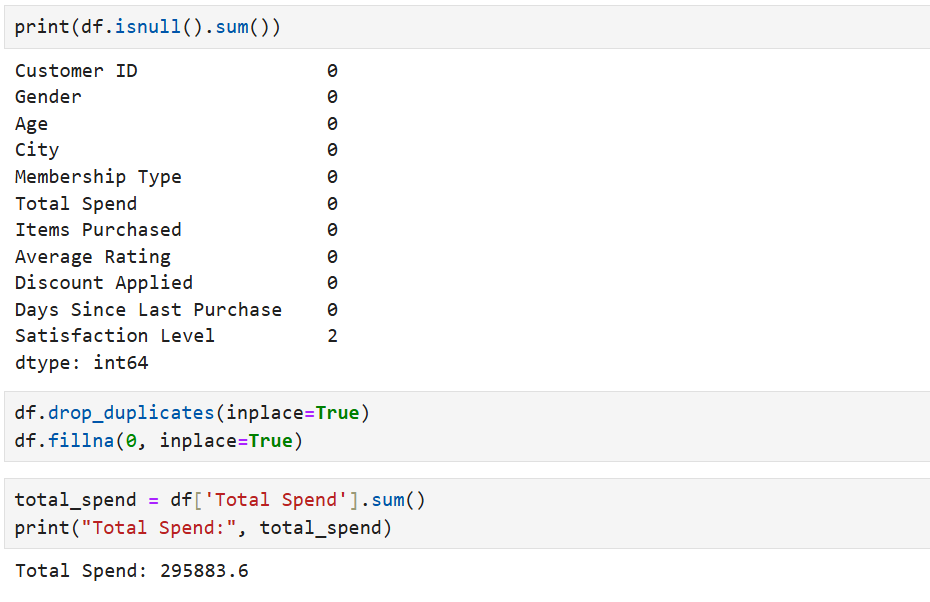 print(df.isnull().sum())
Customer ID 0
Gender 0
Age 0
City 0
Membership Type 0
Total Spend 0
Items Purchased 0
Average Rating 0
Discount Applied 0
Days Since Last Purchase 0
Satisfaction Level 2
dtype: int64
df.drop_duplicates(inplace=True)
df.fillna(0, inplace=True)
total_spend = df['Total Spend'].sum()
print("Total Spend:", total_spend)
Total Spend: 295883.6